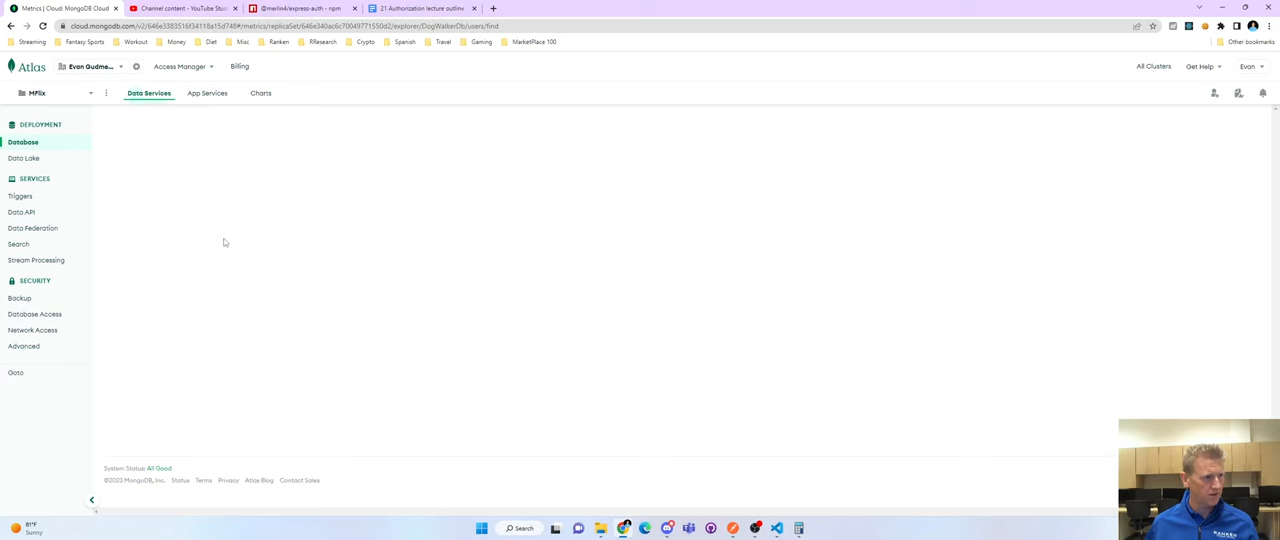 Metrics | Cloud: MongoDB Cloud
Channel content - YouTube Stud
@merlin4/express-auth - npm
21 Authorization lecture outline
cloud.mongodb.com/v2/646e3383516f34118a15d748#/metrics/replicaSet/646e340ac6c70049771550d2/explorer/DogWalkerDb/users/find
Streaming Fantasy Sports Workout Money Diet Misc Ranken RResearch Crypto Spanish Travel Gaming MarketPlace 100 Other bookmarks
Atlas Evan Gudme... Access Manager Billing All Clusters Get Help Evan
MFlix Data Services App Services Charts
DEPLOYMENT
Database
Data Lake
SERVICES
Triggers
Data API
Data Federation
Search
Stream Processing
SECURITY
Backup
Database Access
Network Access
Advanced
Goto
System Status: All Good
©2023 MongoDB, Inc. Status Terms Privacy Atlas Blog Contact Sales
RANKEN
81°F
Sunny
Search